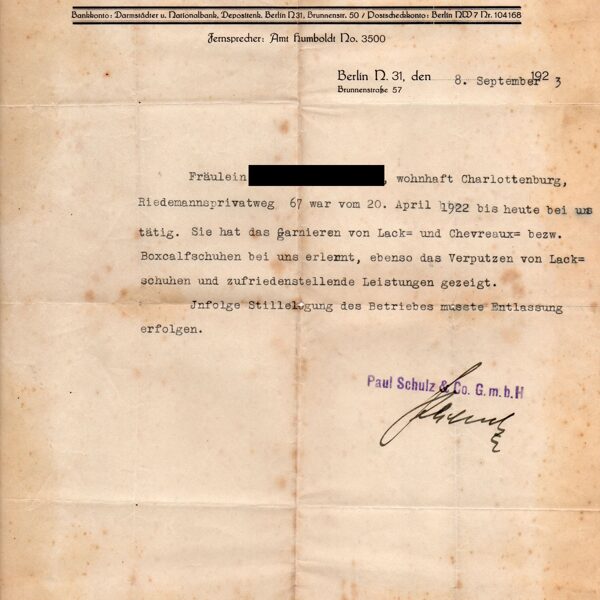 Bankkonto: Darmstädter u. Nationalbank, Depositenk. Berlin N31, Brunnenstr. 50 / Postscheckkonto: Berlin NW7 Nr. 104168
Fernsprecher: Amt Humboldt No. 3500
Berlin N. 31, den 8. September 1923
Brunnenstraße 57
Fräulein , wohnhaft Charlottenburg,
Riedemannsprivatweg 67 war vom 20. April 1922 bis heute bei uns
tätig. Sie hat das Garnieren von Lack= und Chevreaux= bezw.
Boxcalfschuhen bei uns erlernt, ebenso das Verputzen von Lack=
schuhen und zufriedenstellende Leistungen gezeigt.
Jnfolge Stillelegung des Betriebes musste Entlassung
erfolgen.
Paul Schulz & Co. G.m.b.H